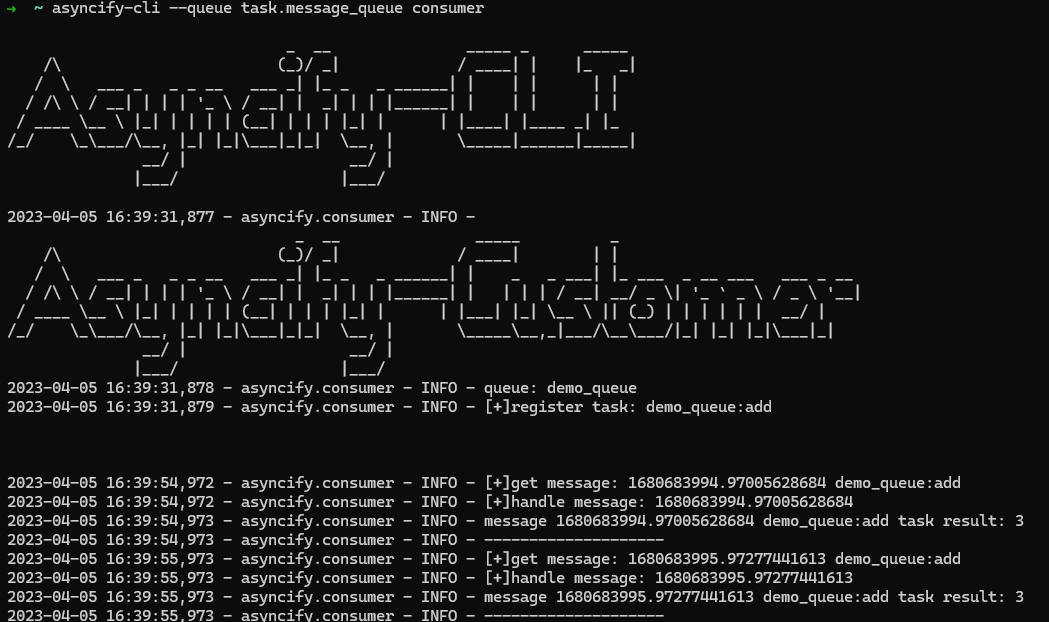 ➜ ~ asyncify-cli --queue task.message_queue consumer
Asyncify-CLI
2023-04-05 16:39:31,877 - asyncify.consumer - INFO -
Asyncify-Customer
2023-04-05 16:39:31,878 - asyncify.consumer - INFO - queue: demo_queue
2023-04-05 16:39:31,879 - asyncify.consumer - INFO - [+]register task: demo_queue:add
2023-04-05 16:39:54,972 - asyncify.consumer - INFO - [+]get message: 1680683994.97005628684 demo_queue:add
2023-04-05 16:39:54,972 - asyncify.consumer - INFO - [+]handle message: 1680683994.97005628684
2023-04-05 16:39:54,973 - asyncify.consumer - INFO - message 1680683994.97005628684 demo_queue:add task result: 3
2023-04-05 16:39:54,973 - asyncify.consumer - INFO - --------------------
2023-04-05 16:39:55,973 - asyncify.consumer - INFO - [+]get message: 1680683995.97277441613 demo_queue:add
2023-04-05 16:39:55,973 - asyncify.consumer - INFO - [+]handle message: 1680683995.97277441613
2023-04-05 16:39:55,973 - asyncify.consumer - INFO - message 1680683995.97277441613 demo_queue:add task result: 3
2023-04-05 16:39:55,973 - asyncify.consumer - INFO - --------------------